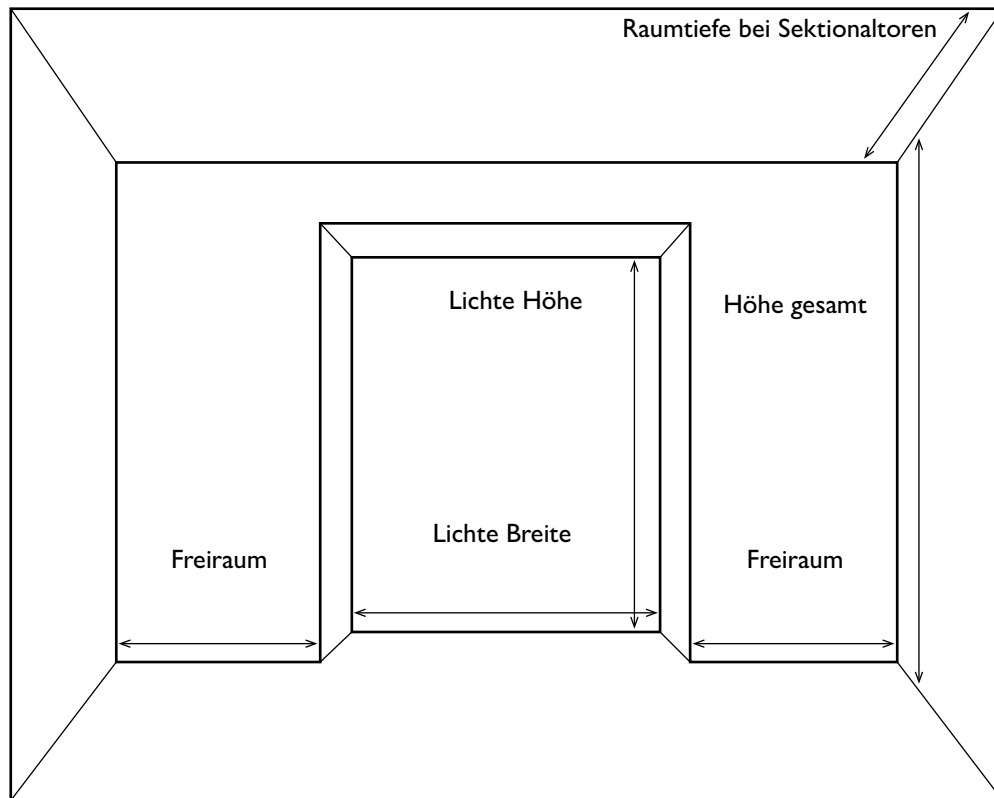 Raumtiefe bei Sektionaltoren
Lichte Höhe
Höhe gesamt
Lichte Breite
Freiraum
Freiraum